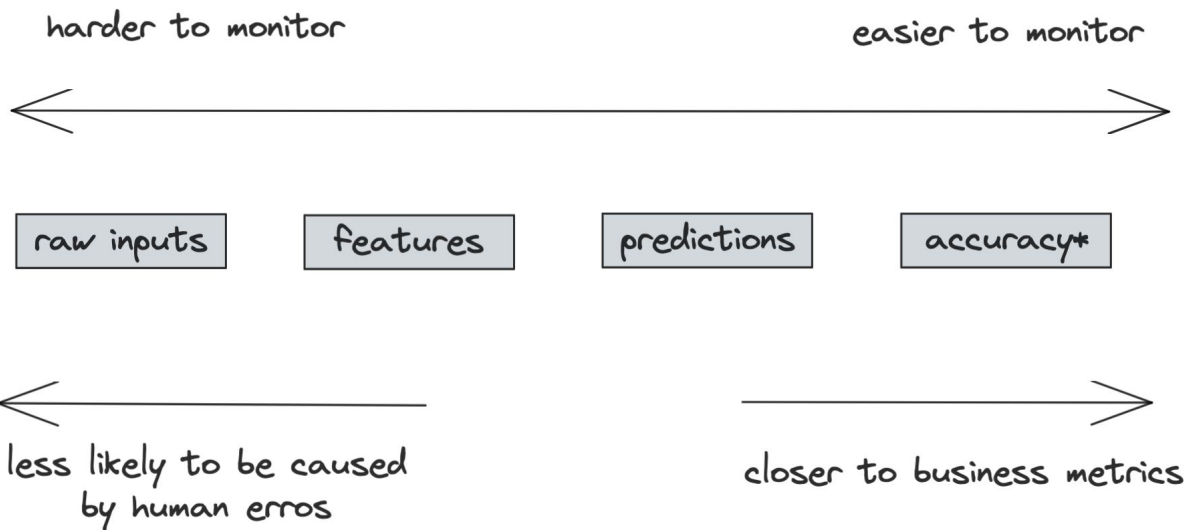 harder to monitor
easier to monitor
raw inputs
features
predictions
accuracy*
less likely to be caused
by human erros
closer to business metrics